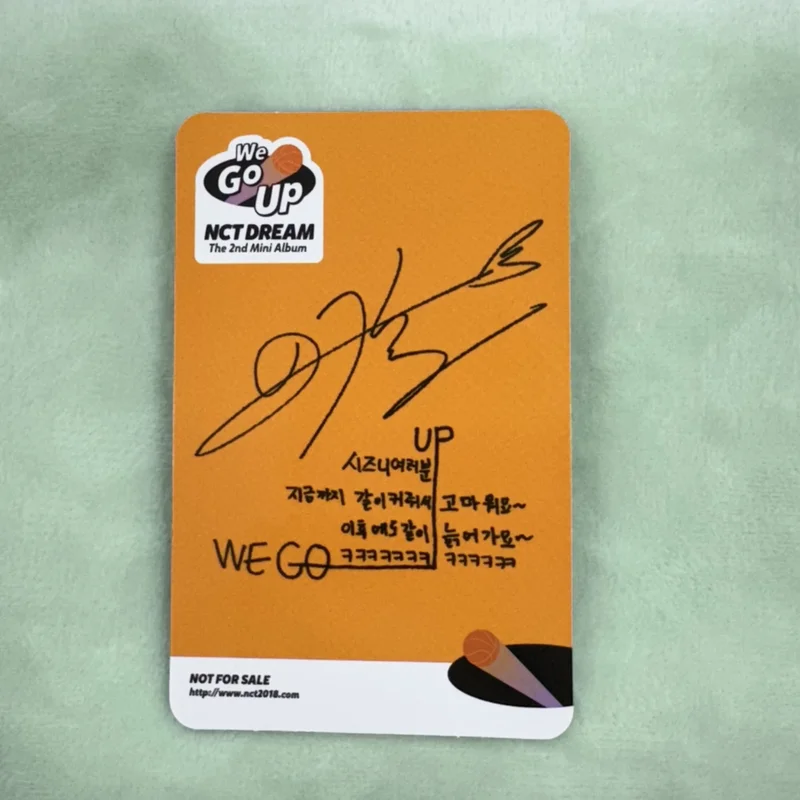 We
Go
Up
NCT DREAM
The 2nd Mini Album
UP
시즈니여러분
지금까지 같이커줘서 고마워요~
이후에도 같이 늙어가요~
WE GO ㅋㅋㅋㅋㅋㅋㅋ ㅋㅋㅋㅋㅋㅋ
NOT FOR SALE
http://www.nct2018.com